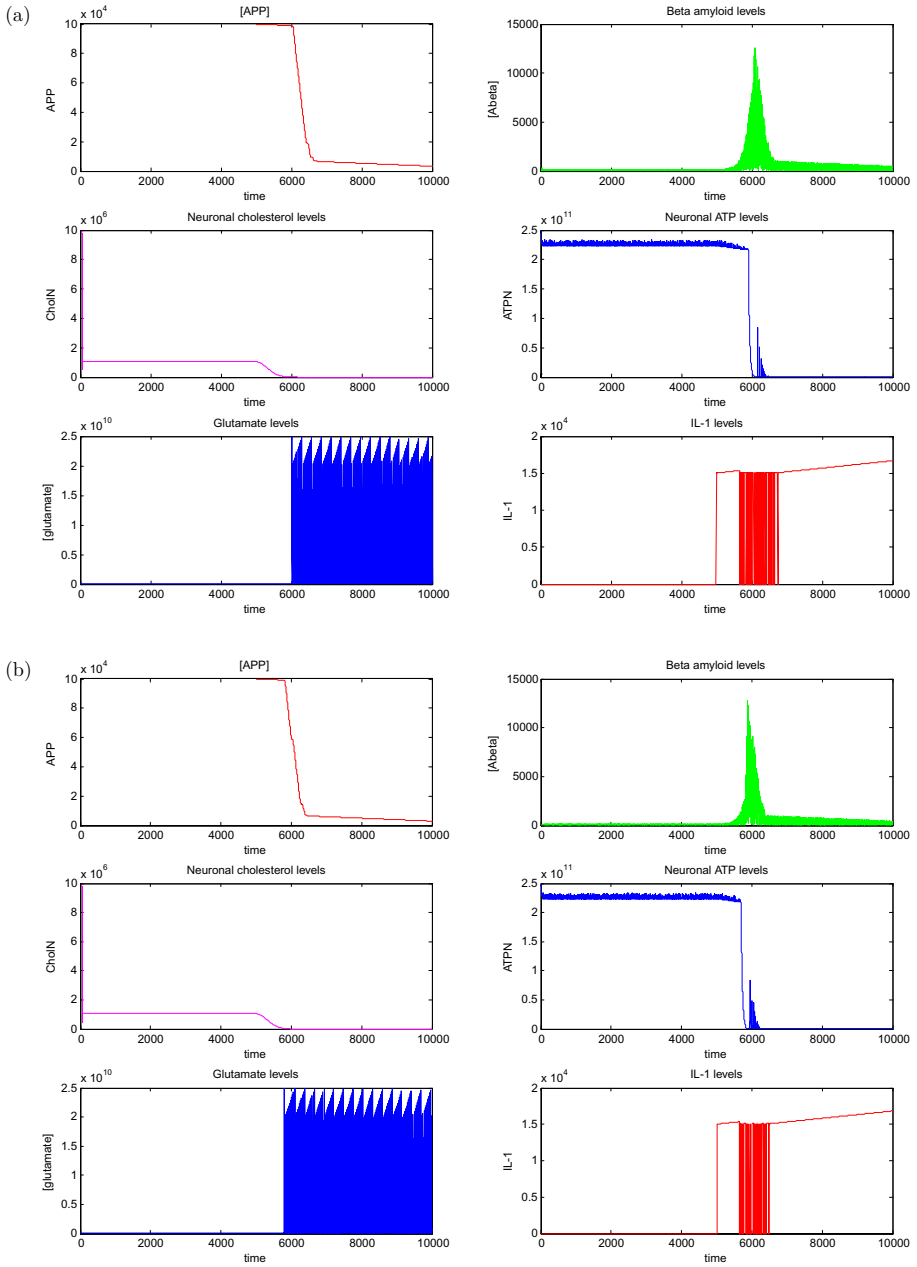 (a)
[APP]
x 10^4
10
8
6
4
2
0
APP
0 2000 4000 6000 8000 10000
time
Beta amyloid levels
15000
10000
5000
0
[Abeta]
0 2000 4000 6000 8000 10000
time
Neuronal cholesterol levels
x 10^6
10
8
6
4
2
0
CholN
0 2000 4000 6000 8000 10000
time
Neuronal ATP levels
x 10^11
2.5
2
1.5
1
0.5
0
ATPN
0 2000 4000 6000 8000 10000
time
Glutamate levels
x 10^10
2.5
2
1.5
1
0.5
0
[glutamate]
0 2000 4000 6000 8000 10000
time
IL-1 levels
x 10^4
2
1.5
1
0.5
0
IL-1
0 2000 4000 6000 8000 10000
time
(b)
[APP]
x 10^4
10
8
6
4
2
0
APP
0 2000 4000 6000 8000 10000
time
Beta amyloid levels
15000
10000
5000
0
[Abeta]
0 2000 4000 6000 8000 10000
time
Neuronal cholesterol levels
x 10^6
10
8
6
4
2
0
CholN
0 2000 4000 6000 8000 10000
time
Neuronal ATP levels
x 10^11
2.5
2
1.5
1
0.5
0
ATPN
0 2000 4000 6000 8000 10000
time
Glutamate levels
x 10^10
2.5
2
1.5
1
0.5
0
[glutamate]
0 2000 4000 6000 8000 10000
time
IL-1 levels
x 10^4
2
1.5
1
0.5
0
IL-1
0 2000 4000 6000 8000 10000
time